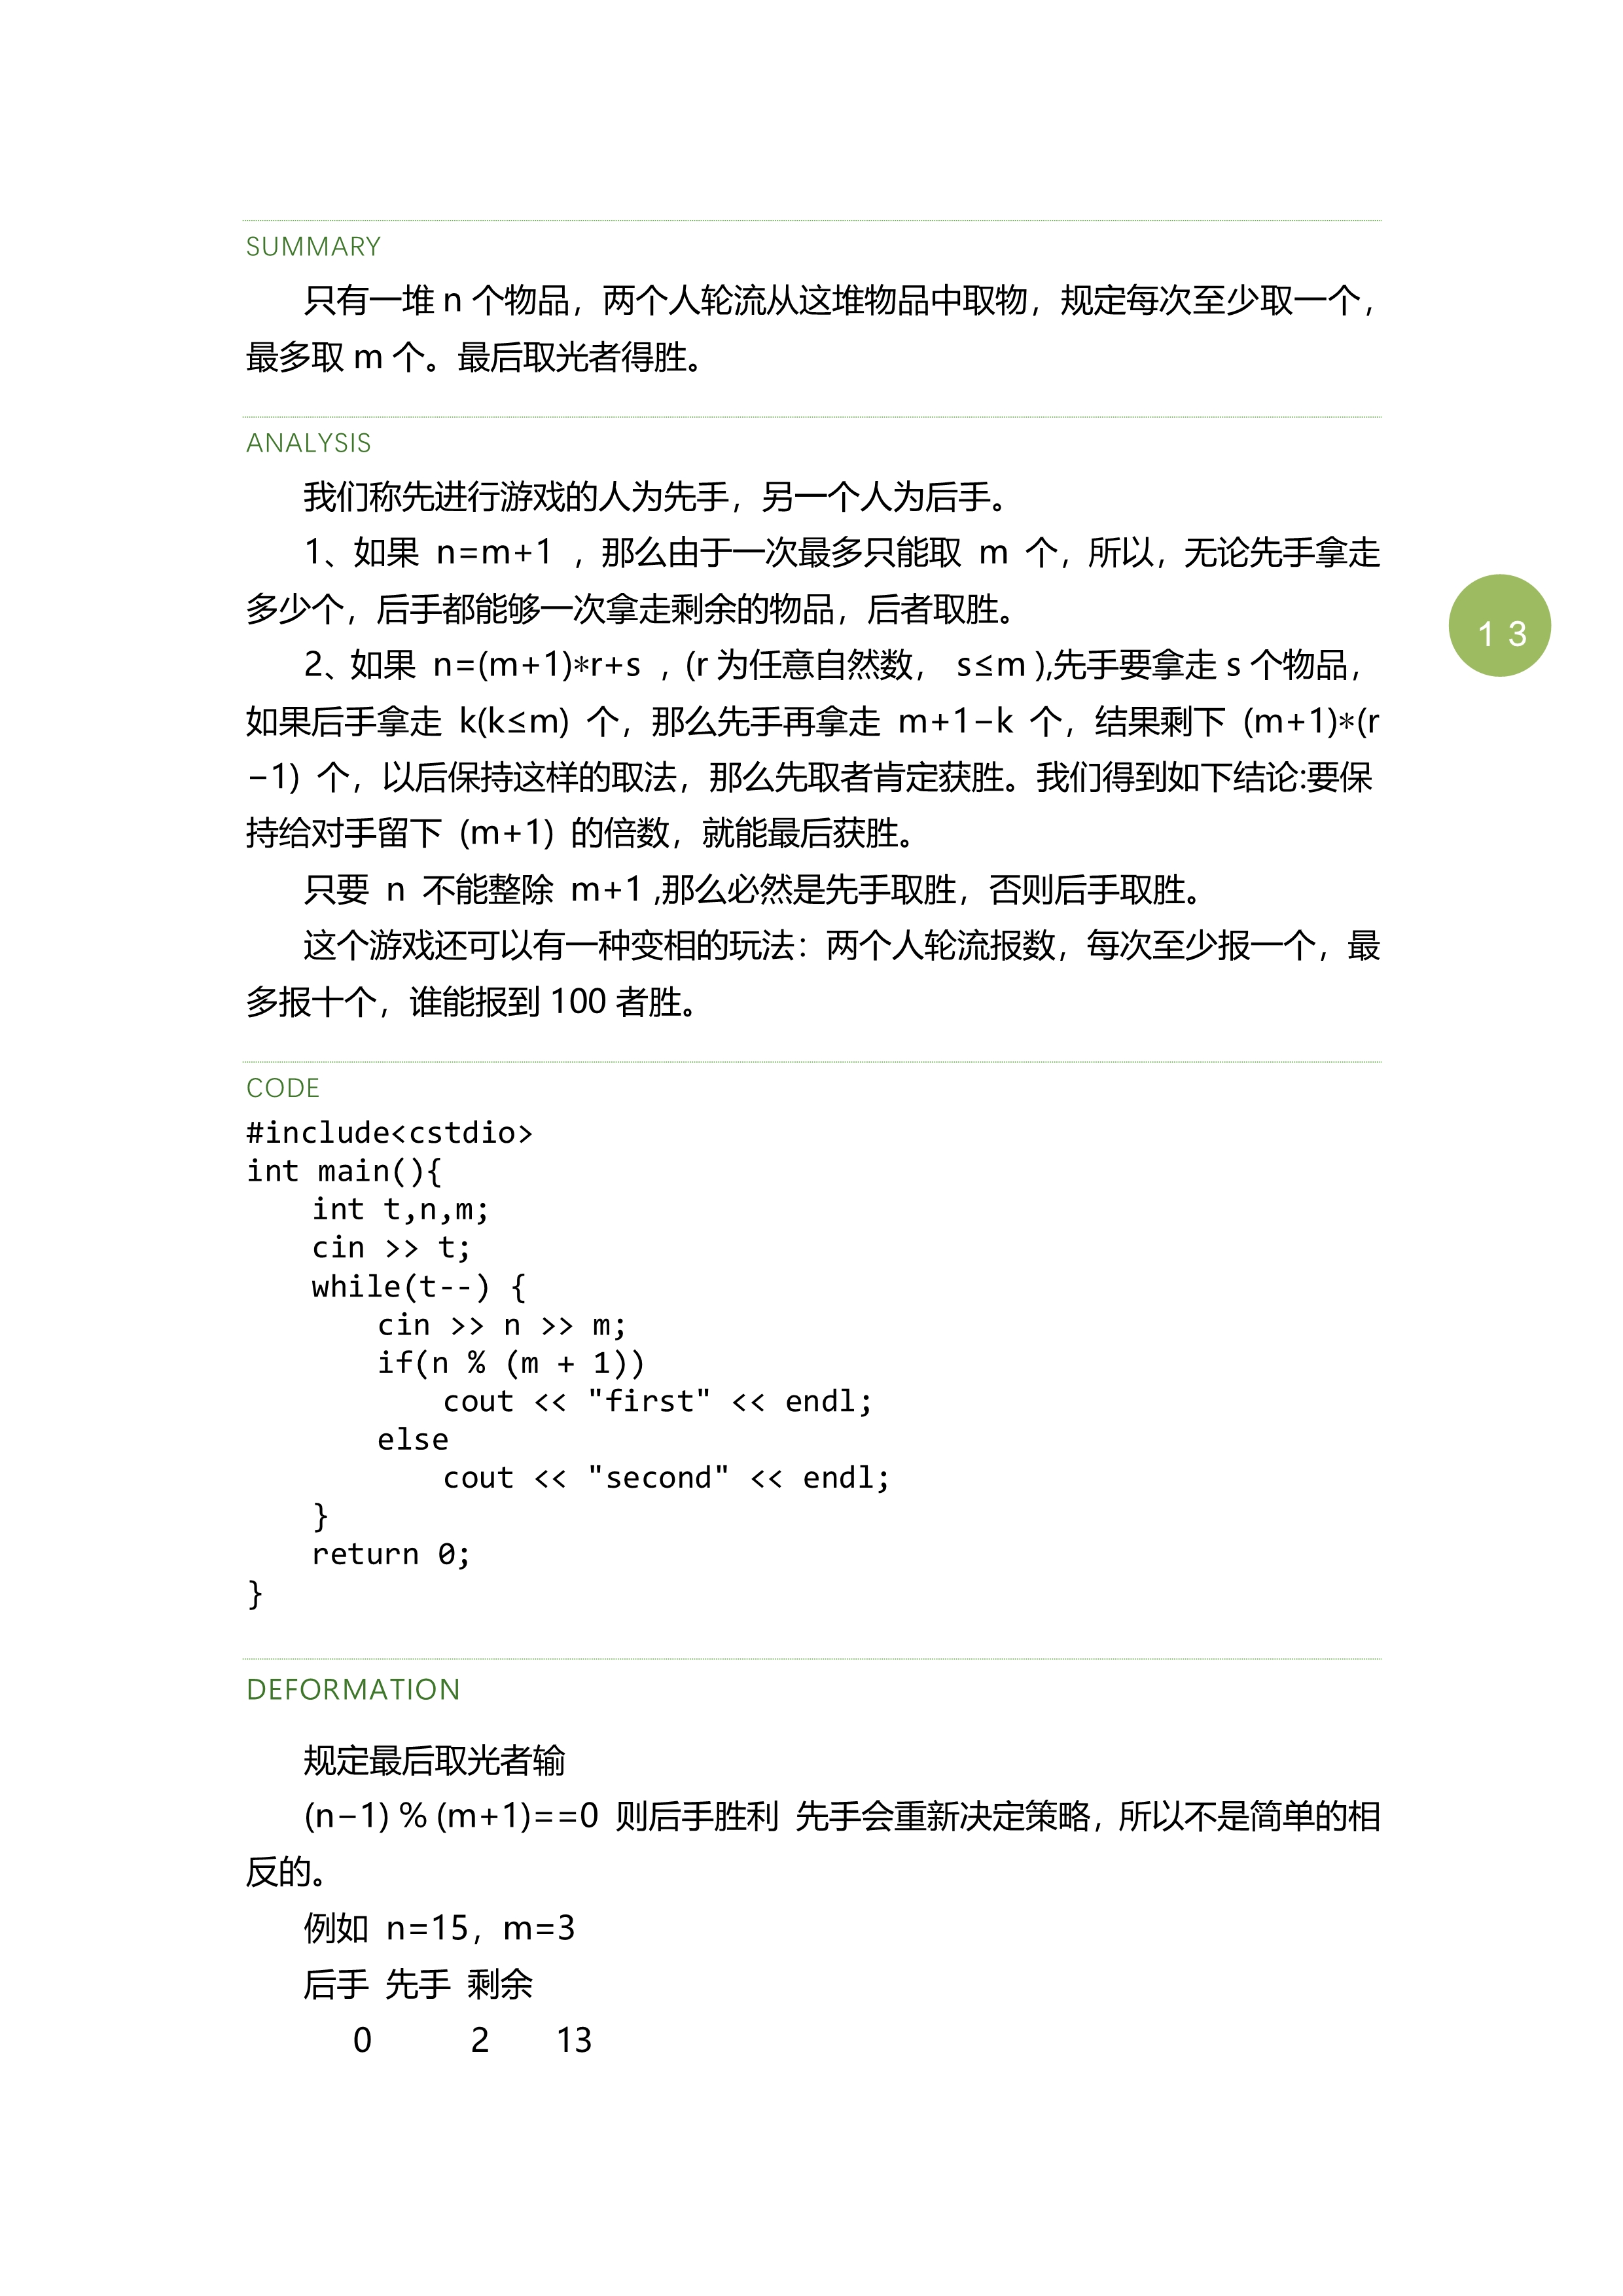 SUMMARY
只有一堆 n 个物品，两个人轮流从这堆物品中取物，规定每次至少取一个，
最多取 m 个。最后取光者得胜。
ANALYSIS
我们称先进行游戏的人为先手，另一个人为后手。
1、如果 n=m+1 ，那么由于一次最多只能取 m 个，所以，无论先手拿走
多少个，后手都能够一次拿走剩余的物品，后者取胜。
13
2、如果 n=(m+1)∗r+s ，(r 为任意自然数， s≤m ),先手要拿走 s 个物品，
如果后手拿走 k(k≤m) 个，那么先手再拿走 m+1−k 个，结果剩下 (m+1)∗(r
−1) 个，以后保持这样的取法，那么先取者肯定获胜。我们得到如下结论:要保
持给对手留下 (m+1) 的倍数，就能最后获胜。
只要 n 不能整除 m+1 ,那么必然是先手取胜，否则后手取胜。
这个游戏还可以有一种变相的玩法：两个人轮流报数，每次至少报一个，最
多报十个，谁能报到 100 者胜。
CODE
#include<cstdio>
int main(){
    int t,n,m;
    cin >> t;
    while(t--) {
        cin >> n >> m;
        if(n % (m + 1))
            cout << "first" << endl;
        else
            cout << "second" << endl;
    }
    return 0;
}
DEFORMATION
规定最后取光者输
(n−1) % (m+1)==0 则后手胜利 先手会重新决定策略，所以不是简单的相
反的。
例如 n=15，m=3
后手 先手 剩余
0 2 13